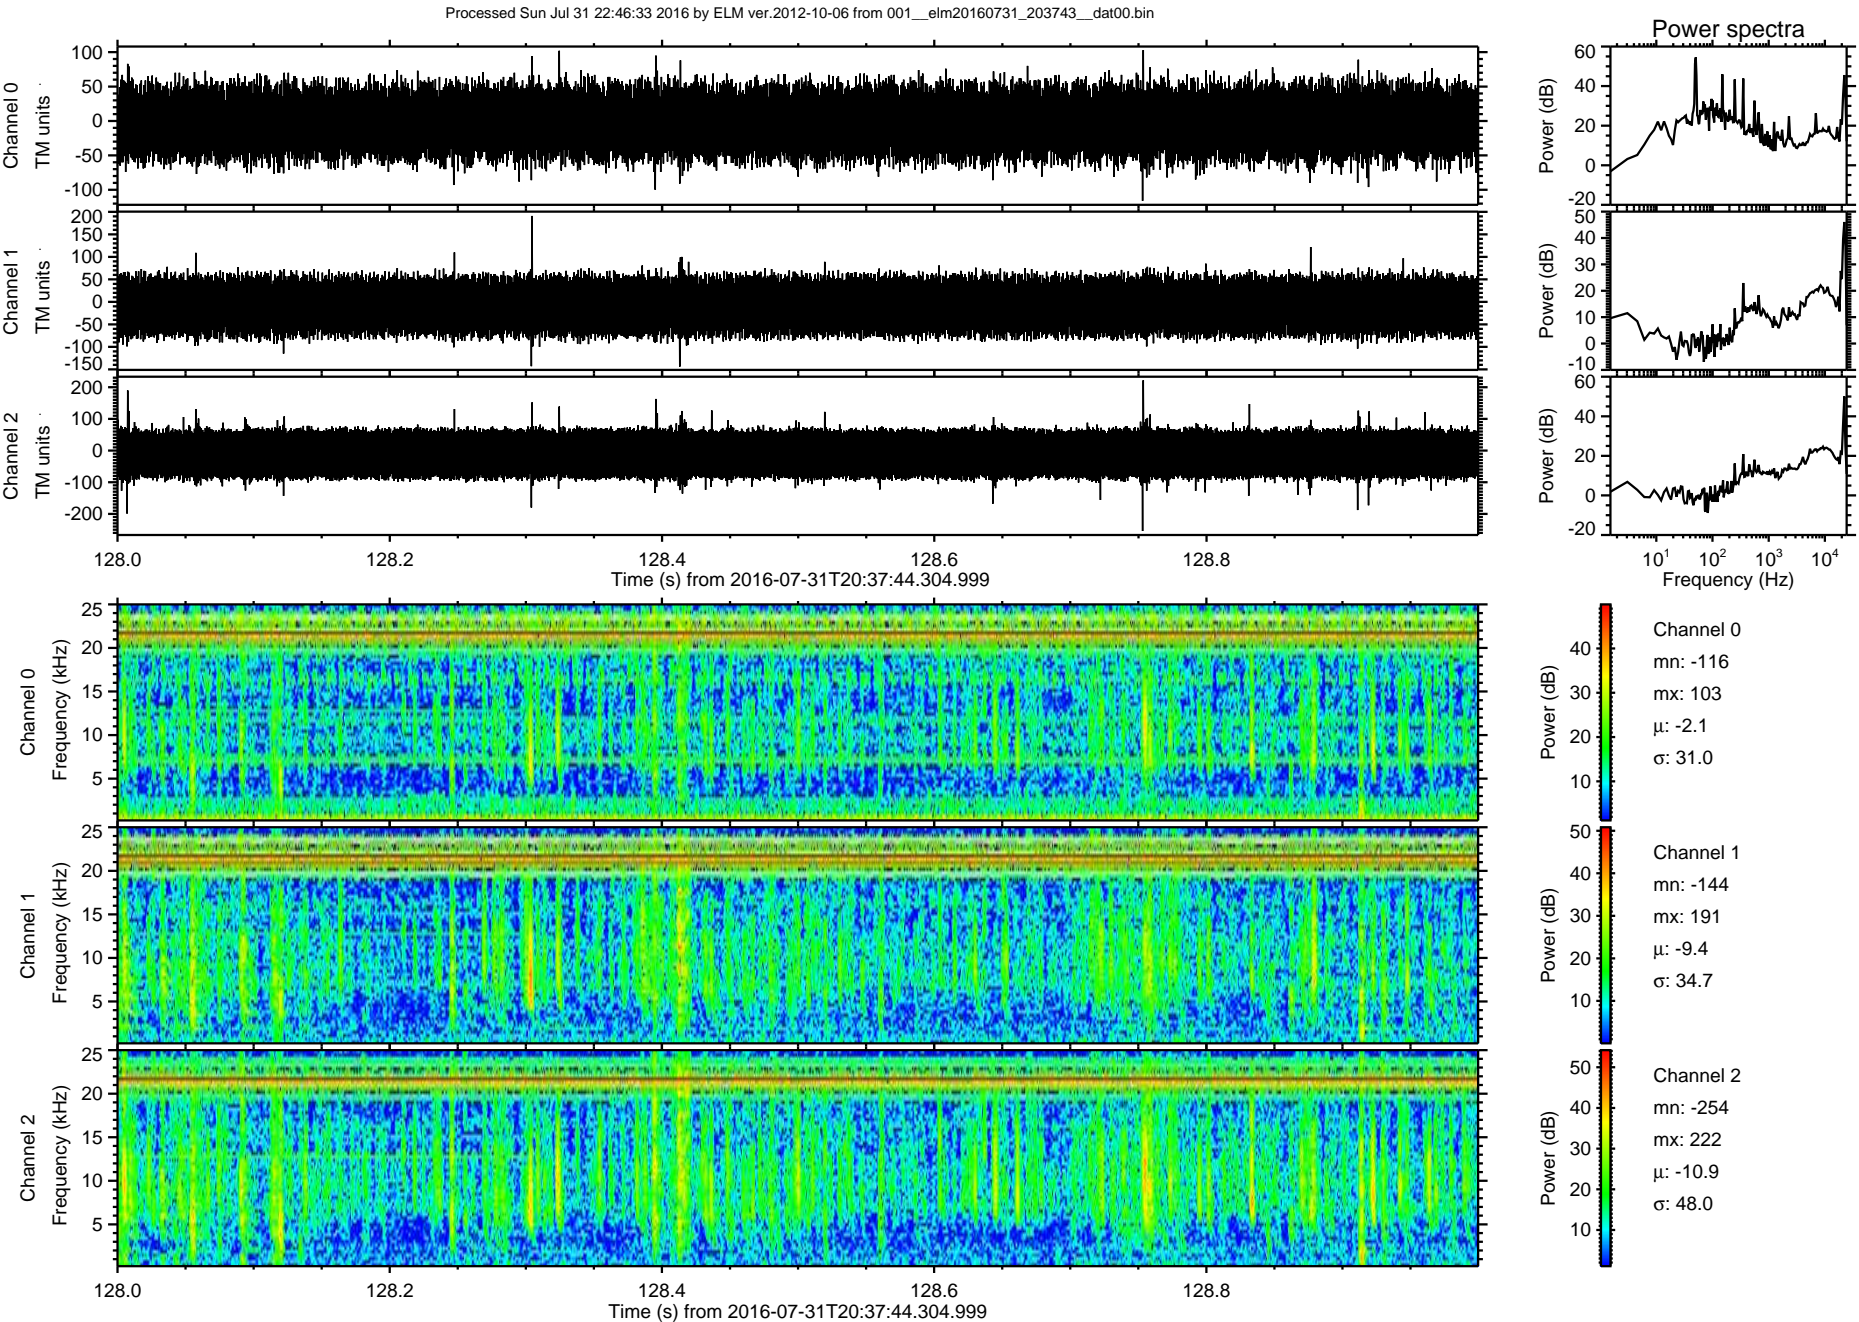 Processed Sun Jul 31 22:46:33 2016 by ELM ver.2012-10-06 from 001__elm20160731_203743__dat00.bin
Power spectra
Channel 0
TM units
100
50
0
-50
-100
Power (dB)
60
40
20
0
-20
Channel 1
TM units
200
150
100
50
0
-50
-100
-150
Power (dB)
50
40
30
20
10
0
-10
Channel 2
TM units
200
100
0
-100
-200
Power (dB)
60
40
20
0
-20
128.0 128.2 128.4 128.6 128.8
Time (s) from 2016-07-31T20:37:44.304.999
10^1 10^2 10^3 10^4
Frequency (Hz)
Channel 0
Frequency (kHz)
25
20
15
10
5
Power (dB)
40
30
20
10
Channel 0
mn: -116
mx: 103
µ: -2.1
σ: 31.0
Channel 1
Frequency (kHz)
25
20
15
10
5
Power (dB)
50
40
30
20
10
Channel 1
mn: -144
mx: 191
µ: -9.4
σ: 34.7
Channel 2
Frequency (kHz)
25
20
15
10
5
Power (dB)
50
40
30
20
10
Channel 2
mn: -254
mx: 222
µ: -10.9
σ: 48.0
128.0 128.2 128.4 128.6 128.8
Time (s) from 2016-07-31T20:37:44.304.999